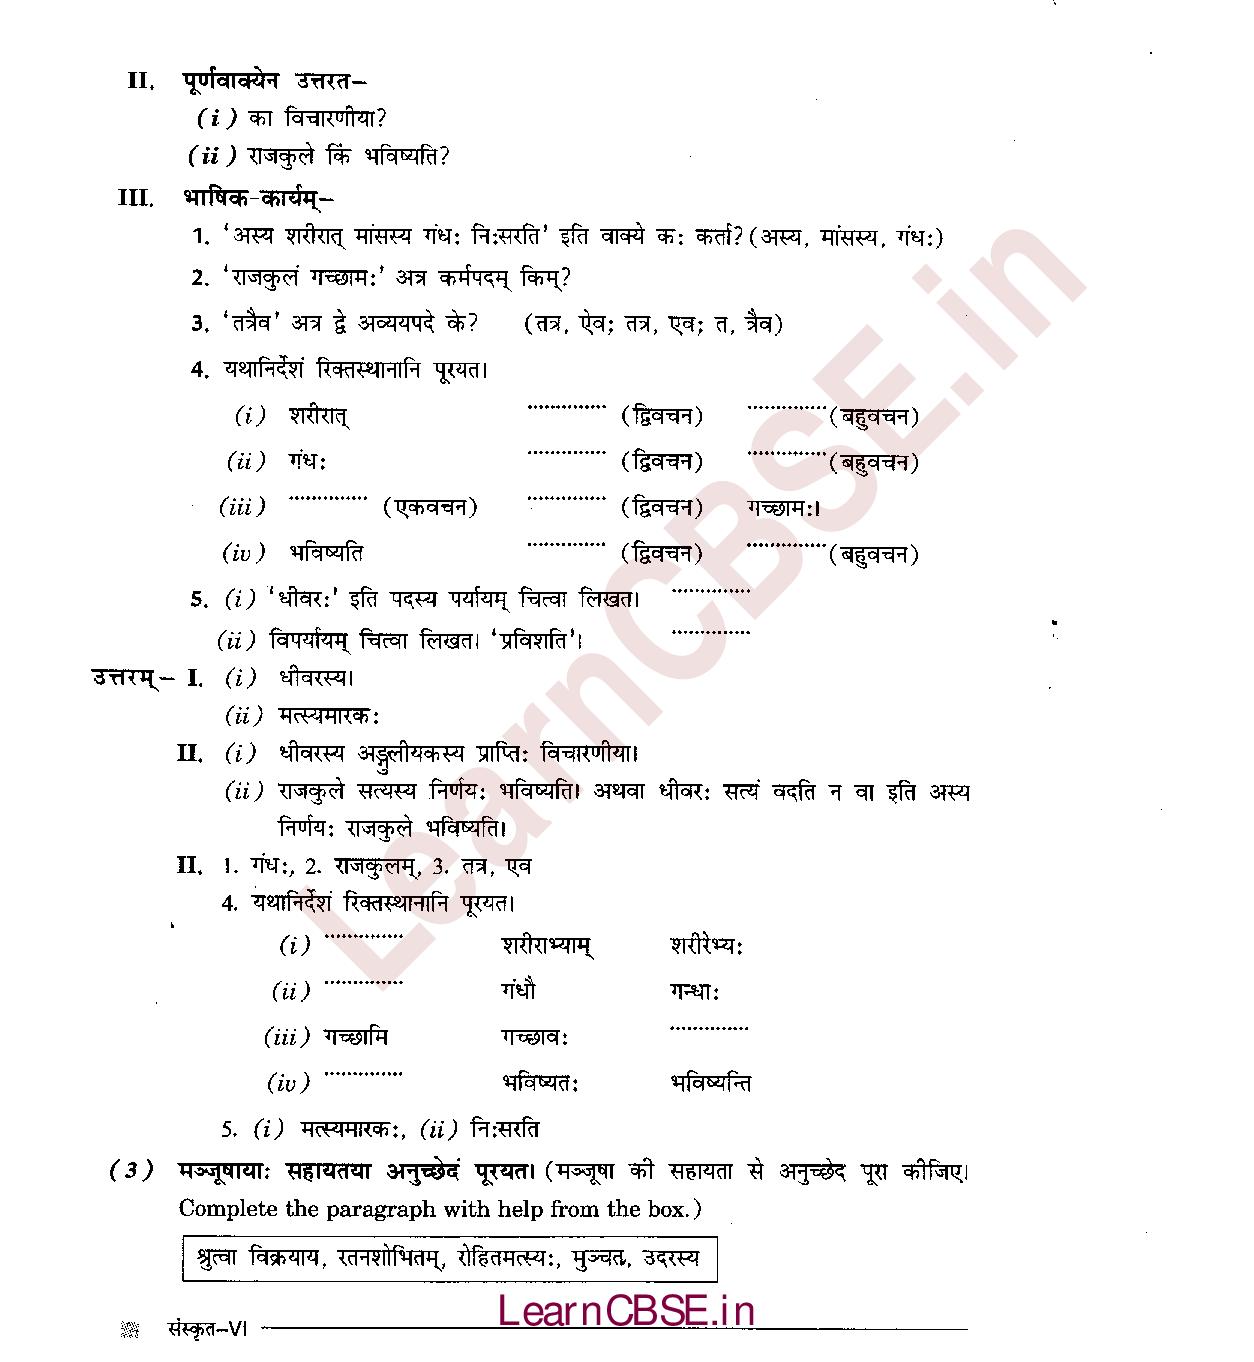 II. पूर्णवाक्येन उत्तरत–
(i) का विचारणीया?
(ii) राजकुले किं भविष्यति?
III. भाषिक-कार्यम्–
1. 'अस्य शरीरात् मांसस्य गंधः निःसरति' इति वाक्ये कः कर्ता? (अस्य, मांसस्य, गंधः)
2. 'राजकुलं गच्छामः' अत्र कर्मपदम् किम्?
3. 'तत्रैव' अत्र द्वे अव्ययपदे के? (तत्र, ऐव; तत्र, एव; त, त्रैव)
4. यथानिर्देशं रिक्तस्थानानि पूरयत।
(i) शरीरात् .............. (द्विवचन) .............. (बहुवचन)
(ii) गंधः .............. (द्विवचन) .............. (बहुवचन)
(iii) .............. (एकवचन) .............. (द्विवचन) गच्छामः।
(iv) भविष्यति .............. (द्विवचन) .............. (बहुवचन)
5. (i) 'धीवरः' इति पदस्य पर्यायम् चित्वा लिखत। ..............
(ii) विपर्यायम् चित्वा लिखत। 'प्रविशति'। ..............
उत्तरम्– I. (i) धीवरस्य।
(ii) मत्स्यमारकः
II. (i) धीवरस्य अङ्गुलीयकस्य प्राप्तिः विचारणीया।
(ii) राजकुले सत्यस्य निर्णयः भविष्यति। अथवा धीवरः सत्यं वदति न वा इति अस्य
निर्णयः राजकुले भविष्यति।
II. 1. गंधः, 2. राजकुलम्, 3. तत्र, एव
4. यथानिर्देशं रिक्तस्थानानि पूरयत।
(i) .............. शरीराभ्याम् शरीरेभ्यः
(ii) .............. गंधौ गन्धाः
(iii) गच्छामि गच्छावः ..............
(iv) .............. भविष्यतः भविष्यन्ति
5. (i) मत्स्यमारकः, (ii) निःसरति
(3) मञ्जूषायाः सहायतया अनुच्छेदं पूरयत। (मञ्जूषा की सहायता से अनुच्छेद पूरा कीजिए।
Complete the paragraph with help from the box.)
श्रुत्वा विक्रयाय, रतनशोभितम्, रोहितमत्स्यः, मुञ्चत, उदरस्य
LearnCBSE.in
संस्कृत–VI
LearnCBSE.in